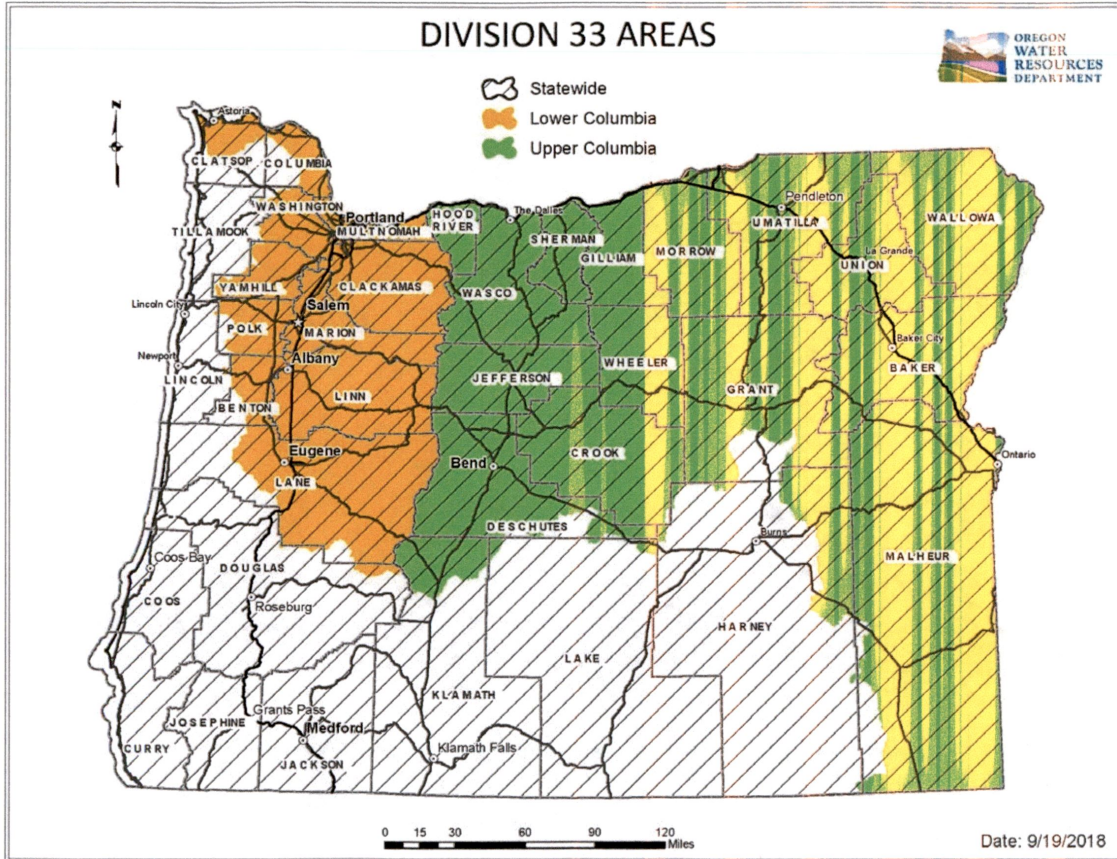 DIVISION 33 AREAS
OREGON
WATER
RESOURCES
DEPARTMENT
Statewide
Lower Columbia
Upper Columbia
N
Astoria
CLATSOP
COLUMBIA
WASHINGTON
Portland
HOOD
RIVER
The Dalles
Pendleton
TILLAMOOK
MULTNOMAH
SHERMAN
UMATILLA
WALLOWA
GILLIAM
MORROW
La Grande
UNION
YAMHILL
CLACKAMAS
WASCO
Lincoln City
Salem
POLK
MARION
Baker City
Newport
Albany
WHEELER
BAKER
LINCOLN
JEFFERSON
GRANT
LINN
BENTON
Eugene
CROOK
Ontario
Bend
LANE
DESCHUTES
Burns
Coos Bay
DOUGLAS
MALHEUR
COOS
Roseburg
HARNEY
LAKE
KLAMATH
Grants Pass
JOSEPHINE
Medford
CURRY
Klamath Falls
JACKSON
0 15 30 60 90 120
Miles
Date: 9/19/2018